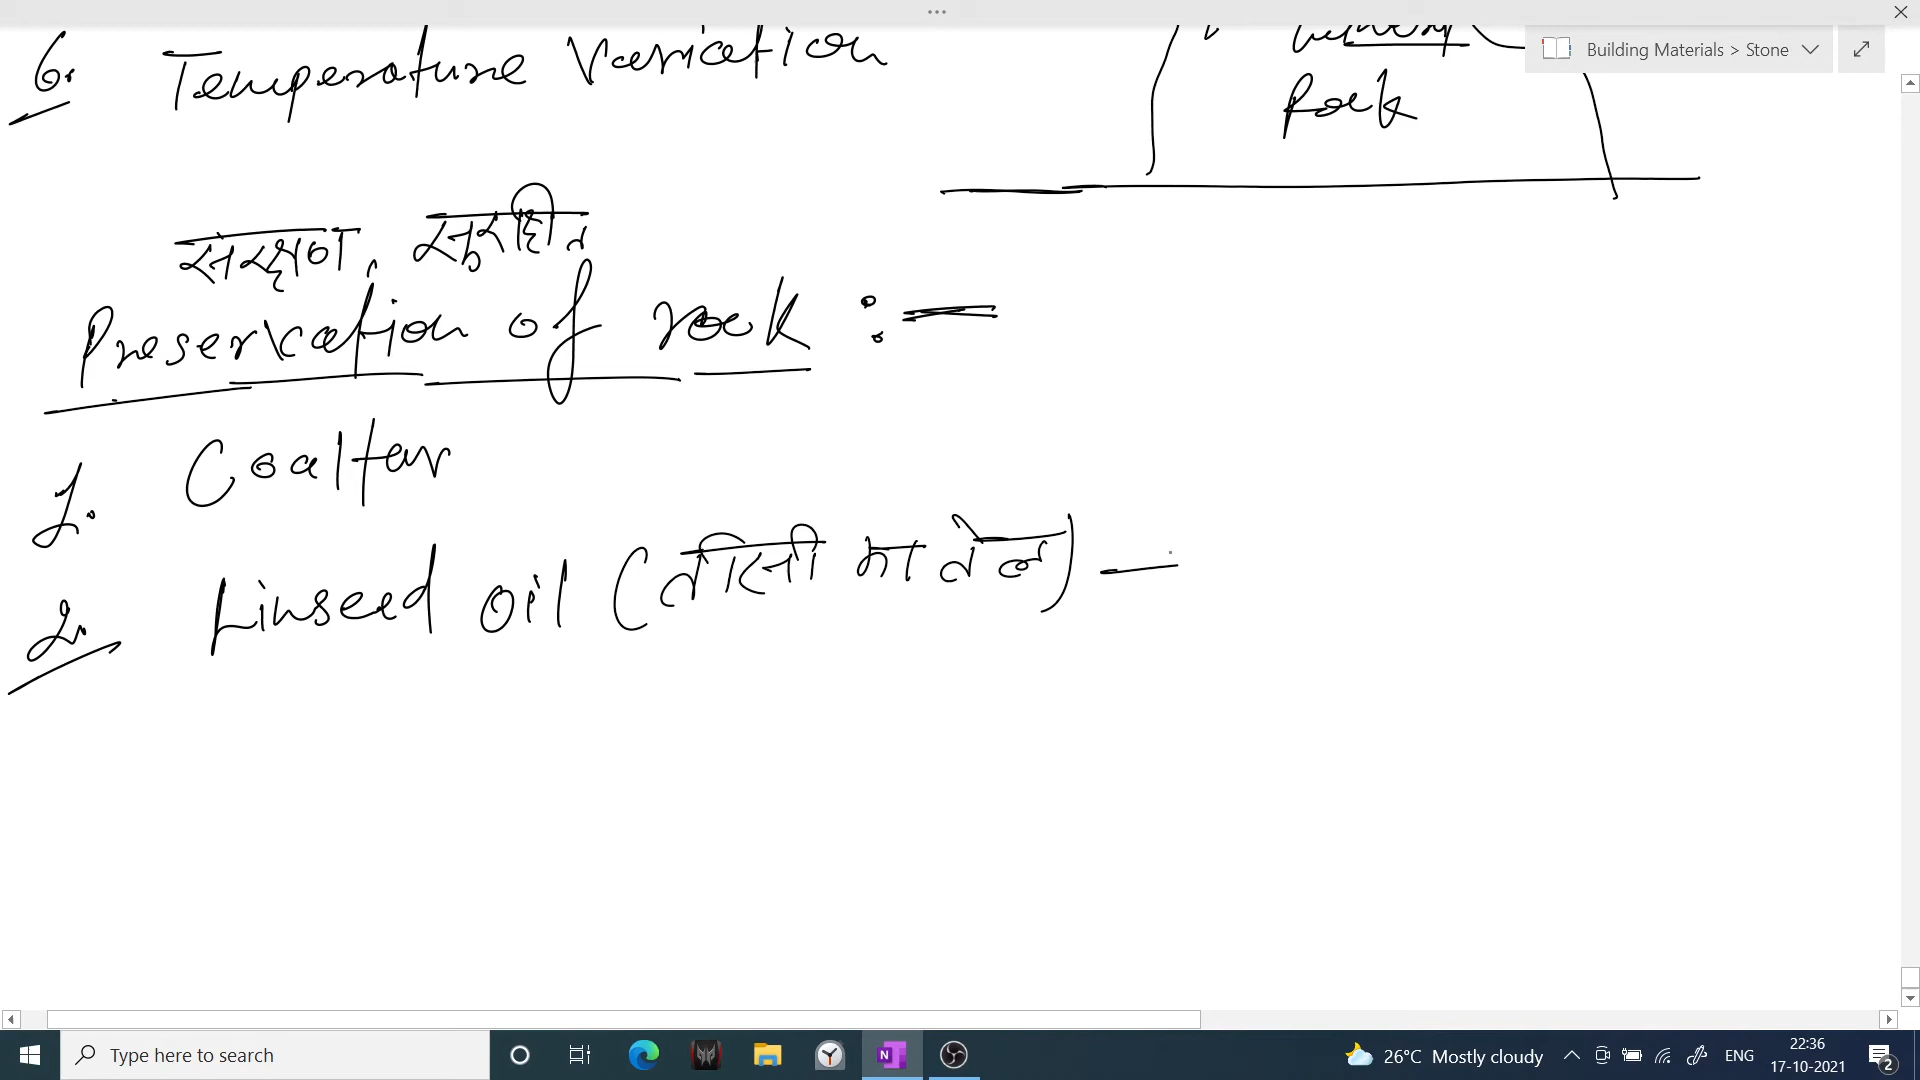 6. Temperature Variation
Rock
Building Materials > Stone
संरक्षण, सुरक्षित
Preservation of rock :=
1. Coaltar
2. Linseed oil (तीसी का तेल) —
Type here to search
26°C Mostly cloudy
ENG
22:36
17-10-2021
2